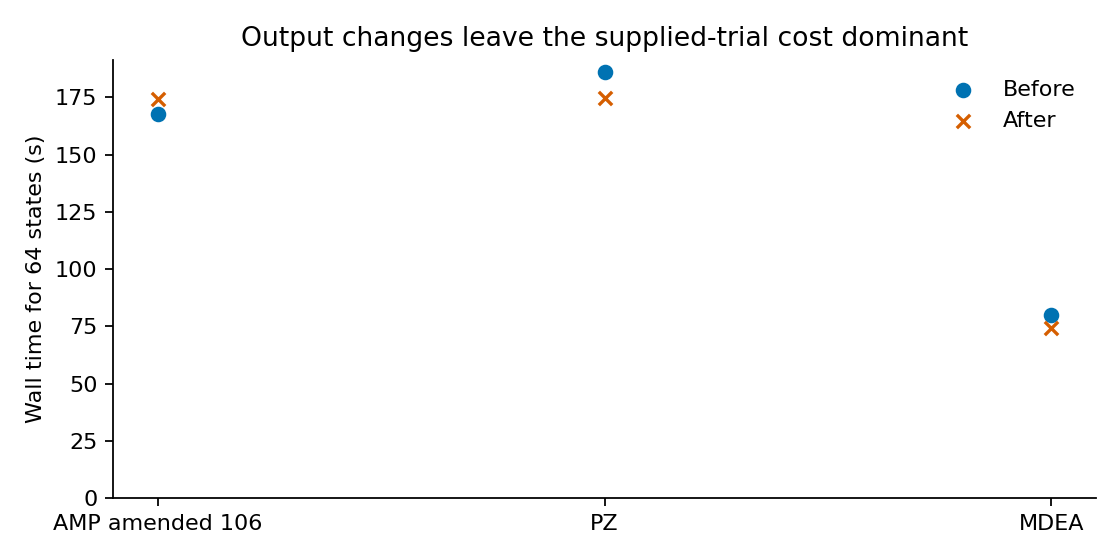 Output changes leave the supplied-trial cost dominant
Wall time for 64 states (s)
175
150
125
100
75
50
25
0
Before
After
AMP amended 106
PZ
MDEA